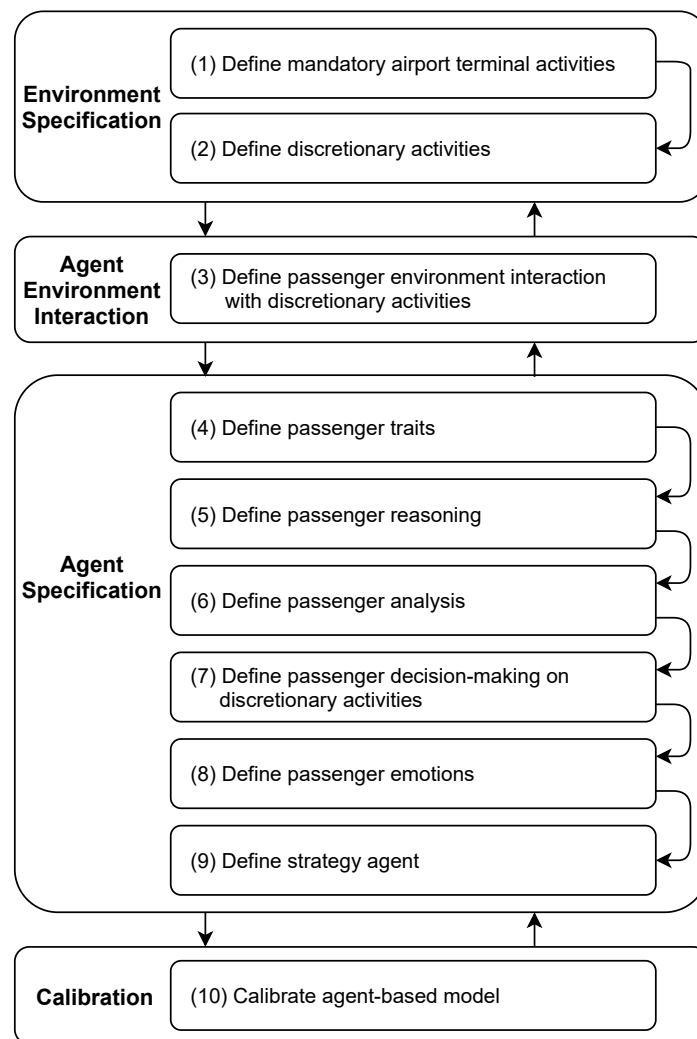 Environment
Specification
(1) Define mandatory airport terminal activities
(2) Define discretionary activities
Agent
Environment
Interaction
(3) Define passenger environment interaction
with discretionary activities
Agent
Specification
(4) Define passenger traits
(5) Define passenger reasoning
(6) Define passenger analysis
(7) Define passenger decision-making on
discretionary activities
(8) Define passenger emotions
(9) Define strategy agent
Calibration
(10) Calibrate agent-based model